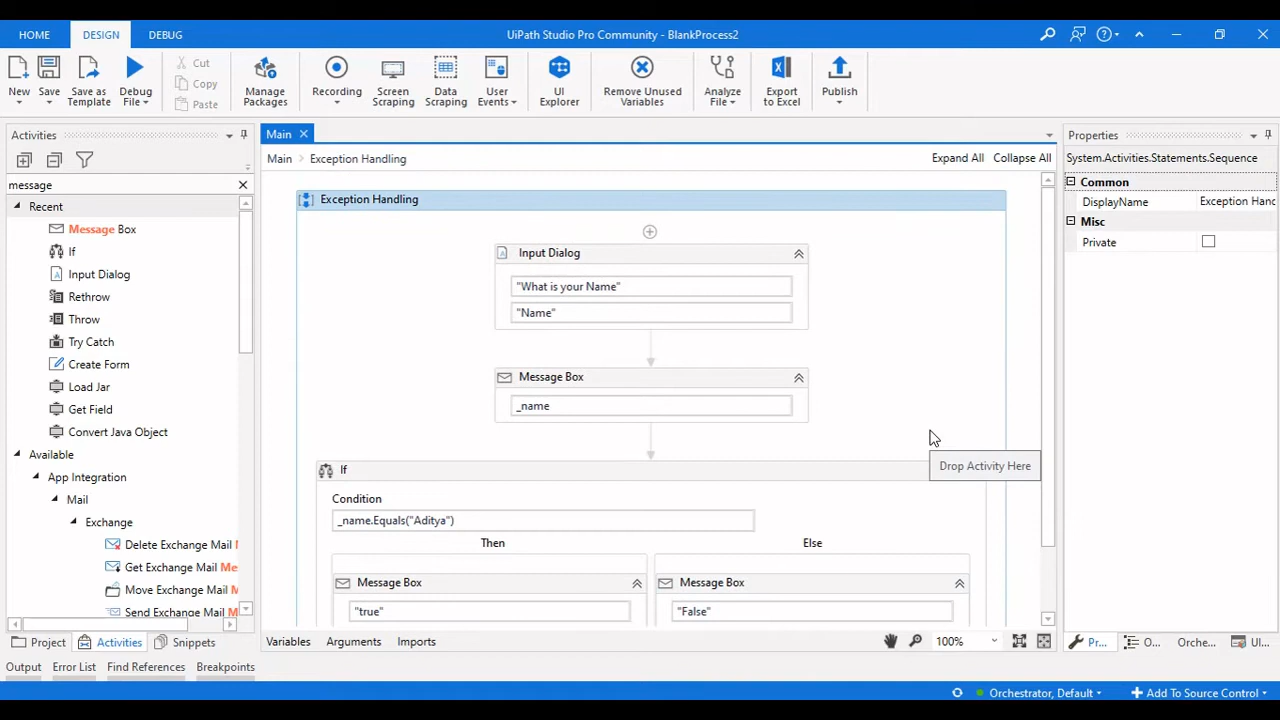 HOME DESIGN DEBUG UiPath Studio Pro Community - BlankProcess2
New Save Save as Template Debug File Cut Copy Paste Manage Packages Recording Screen Scraping Data Scraping User Events UI Explorer Remove Unused Variables Analyze File Export to Excel Publish
Activities
message
Recent
Message Box
If
Input Dialog
Rethrow
Throw
Try Catch
Create Form
Load Jar
Get Field
Convert Java Object
Available
App Integration
Mail
Exchange
Delete Exchange Mail M
Get Exchange Mail Me
Move Exchange Mail M
Send Exchange Mail M
Project Activities Snippets
Main
Main > Exception Handling Expand All Collapse All
Exception Handling
Input Dialog
"What is your Name"
"Name"
Message Box
_name
Drop Activity Here
If
Condition
_name.Equals("Aditya")
Then Else
Message Box Message Box
"true" "False"
Variables Arguments Imports 100%
Properties
System.Activities.Statements.Sequence
Common
DisplayName Exception Hanc
Misc
Private
Pr... O... Orche... UI...
Output Error List Find References Breakpoints
Orchestrator, Default Add To Source Control